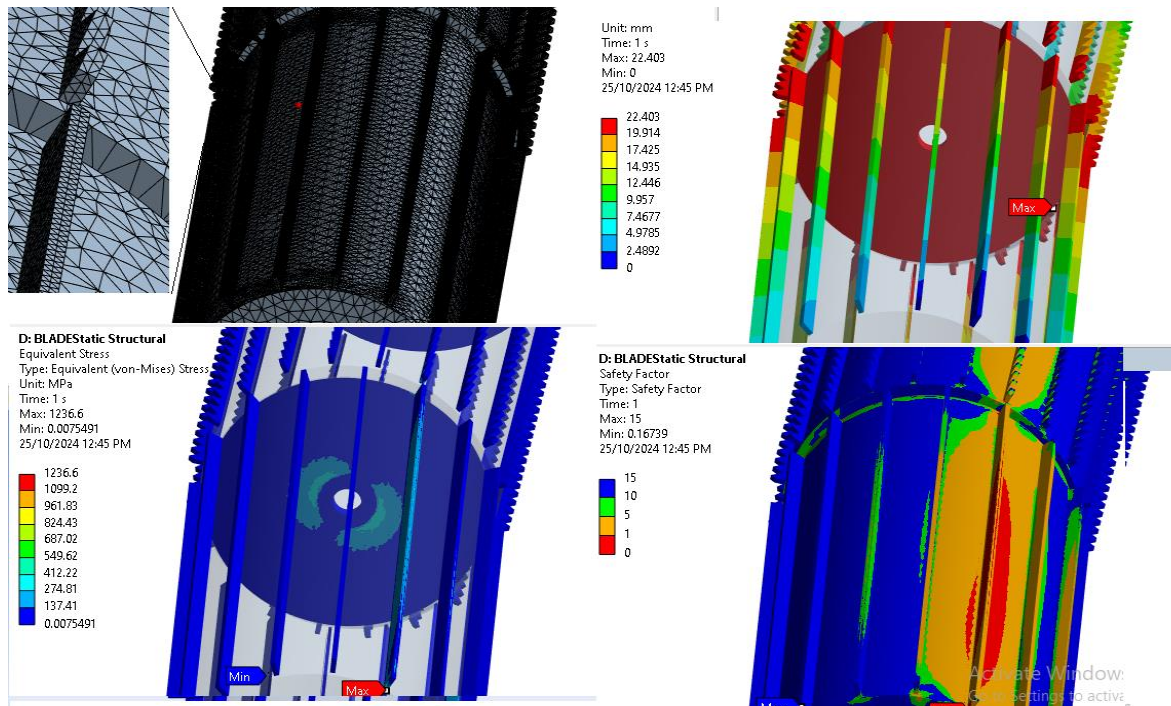 Unit: mm
Time: 1 s
Max: 22.403
Min: 0
25/10/2024 12:45 PM
22.403
19.914
17.425
14.935
12.446
9.957
7.4677
4.9785
2.4892
0
Max
D: BLADEStatic Structural
Equivalent Stress
Type: Equivalent (von-Mises) Stress
Unit: MPa
Time: 1 s
Max: 1236.6
Min: 0.0075491
25/10/2024 12:45 PM
1236.6
1099.2
961.83
824.43
687.02
549.62
412.22
274.81
137.41
0.0075491
Min
Max
D: BLADEStatic Structural
Safety Factor
Type: Safety Factor
Time: 1
Max: 15
Min: 0.16739
25/10/2024 12:45 PM
15
10
5
1
0
Activate Windows
Go to Settings to activa